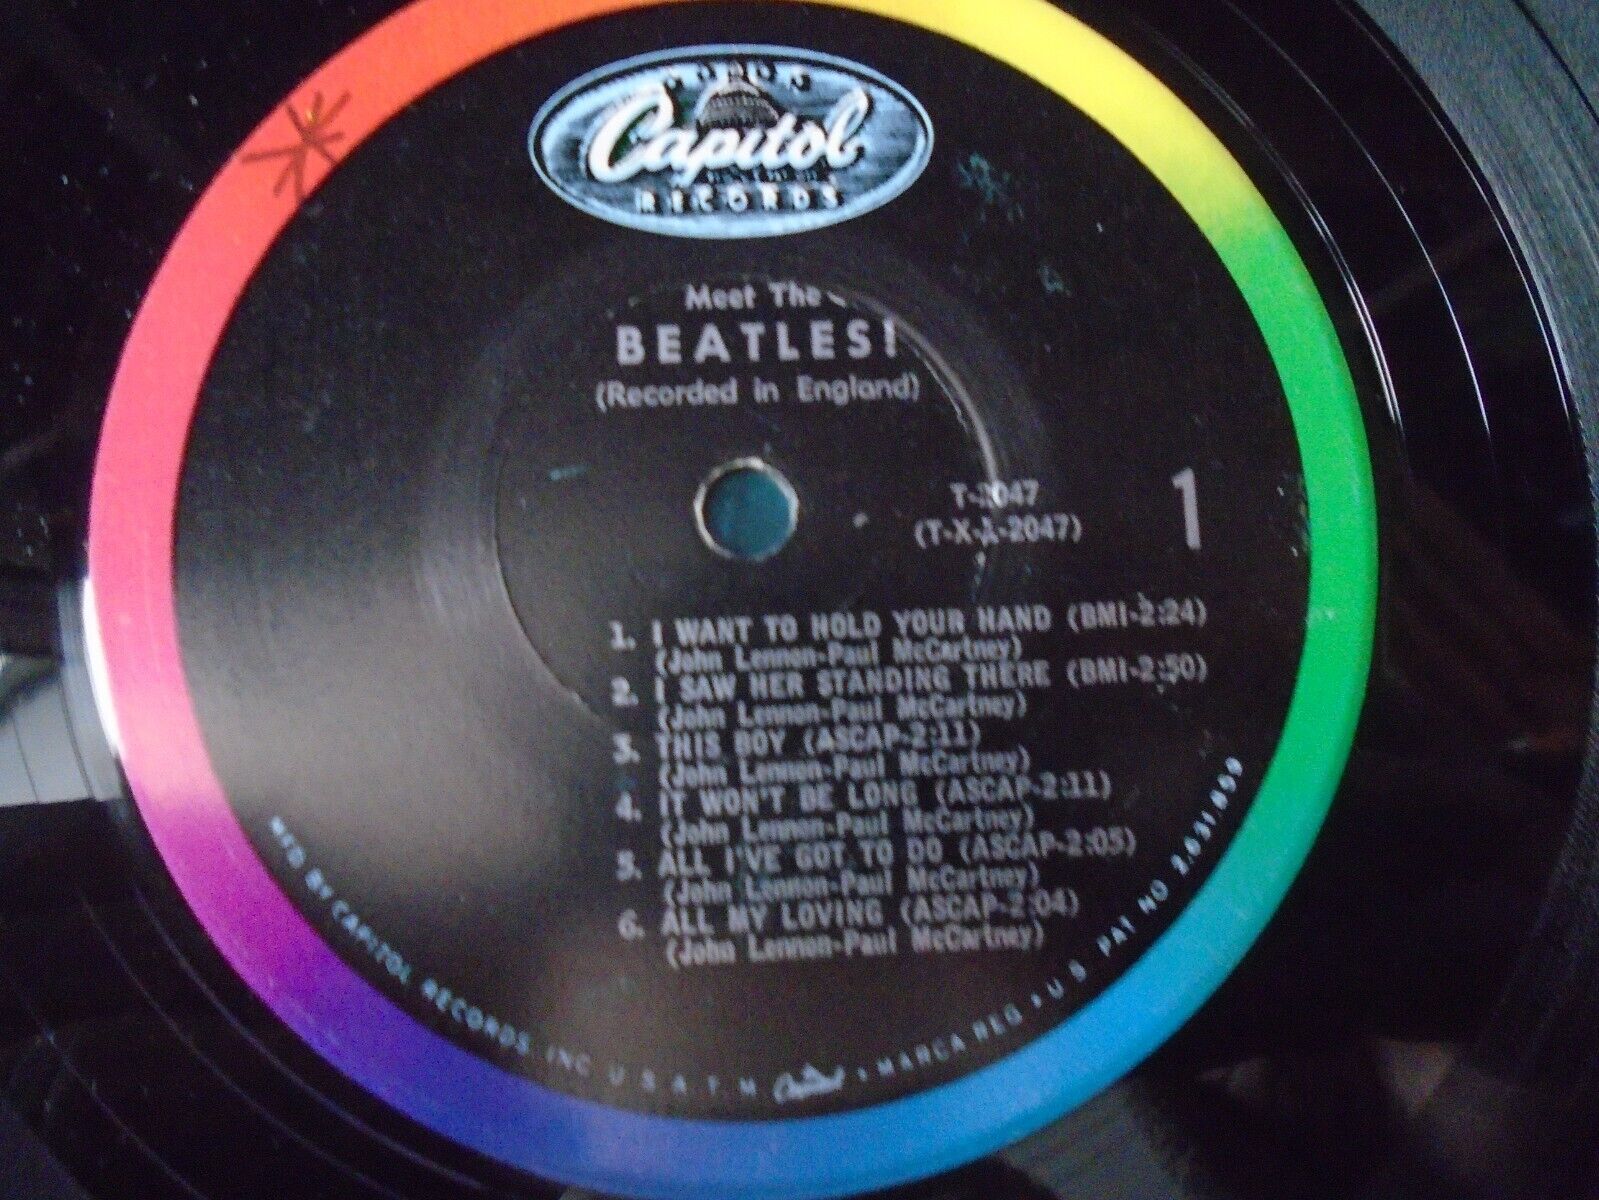 Capitol
RECORDS
Meet The
BEATLES!
(Recorded in England)
T-2047
(T-X-1-2047)
1
1. I WANT TO HOLD YOUR HAND (BMI-2:24)
(John Lennon-Paul McCartney)
2. I SAW HER STANDING THERE (BMI-2:50)
(John Lennon-Paul McCartney)
3. THIS BOY (ASCAP-2:11)
(John Lennon-Paul McCartney)
4. IT WON'T BE LONG (ASCAP-2:11)
(John Lennon-Paul McCartney)
5. ALL I'VE GOT TO DO (ASCAP-2:05)
(John Lennon-Paul McCartney)
6. ALL MY LOVING (ASCAP-2:04)
(John Lennon-Paul McCartney)
MFD BY CAPITOL RECORDS, INC. U.S.A. T.M. Capitol • MARCA REG • U.S. PAT NO 2,631,859